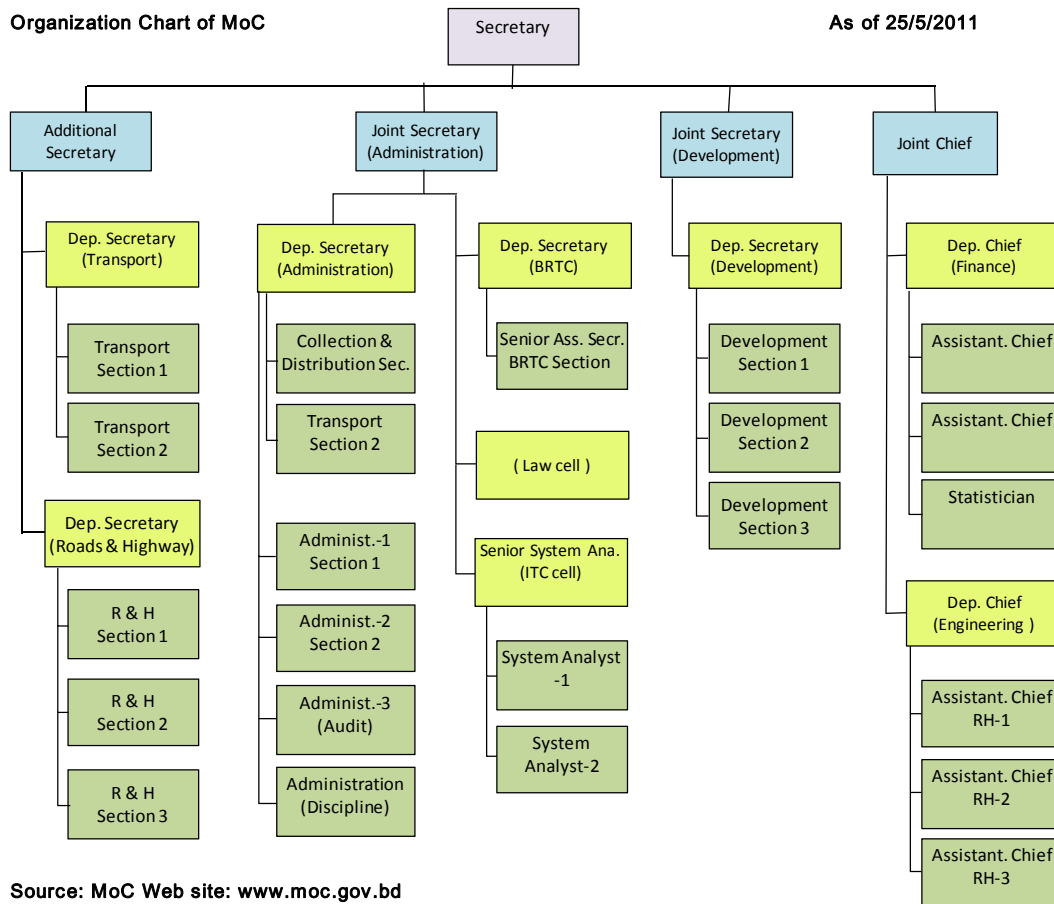 Organization Chart of MoC
As of 25/5/2011
Secretary
Additional
Secretary
Joint Secretary
(Administration)
Joint Secretary
(Development)
Joint Chief
Dep. Secretary
(Transport)
Transport
Section 1
Transport
Section 2
Dep. Secretary
(Roads & Highway)
R & H
Section 1
R & H
Section 2
R & H
Section 3
Dep. Secretary
(Administration)
Collection &
Distribution Sec.
Transport
Section 2
Administ.-1
Section 1
Administ.-2
Section 2
Administ.-3
(Audit)
Administration
(Discipline)
Dep. Secretary
(BRTC)
Senior Ass. Secr.
BRTC Section
( Law cell )
Senior System Ana.
(ITC cell)
System Analyst
-1
System
Analyst-2
Dep. Secretary
(Development)
Development
Section 1
Development
Section 2
Development
Section 3
Dep. Chief
(Finance)
Assistant. Chief
Assistant. Chief
Statistician
Dep. Chief
(Engineering )
Assistant. Chief
RH-1
Assistant. Chief
RH-2
Assistant. Chief
RH-3
Source: MoC Web site: www.moc.gov.bd